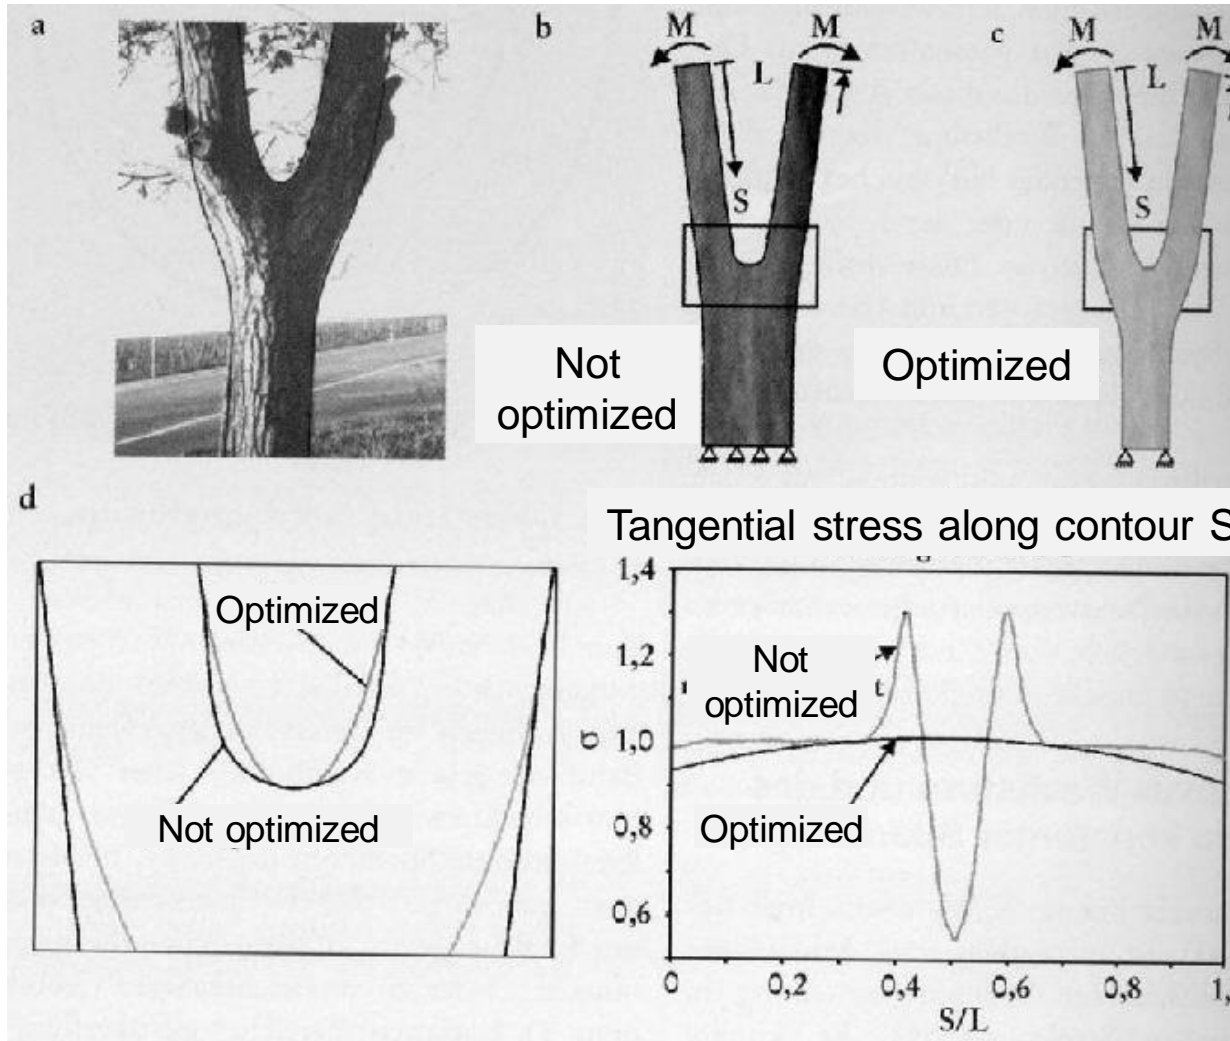 a
b
M
M
L
S
Not
optimized
c
M
M
L
S
Optimized
d
Optimized
Not optimized
Tangential stress along contour S
1,4
1,2
1,0
0,8
0,6
σ
Not
optimized
t
Optimized
0
0,2
0,4
0,6
0,8
1,
S/L